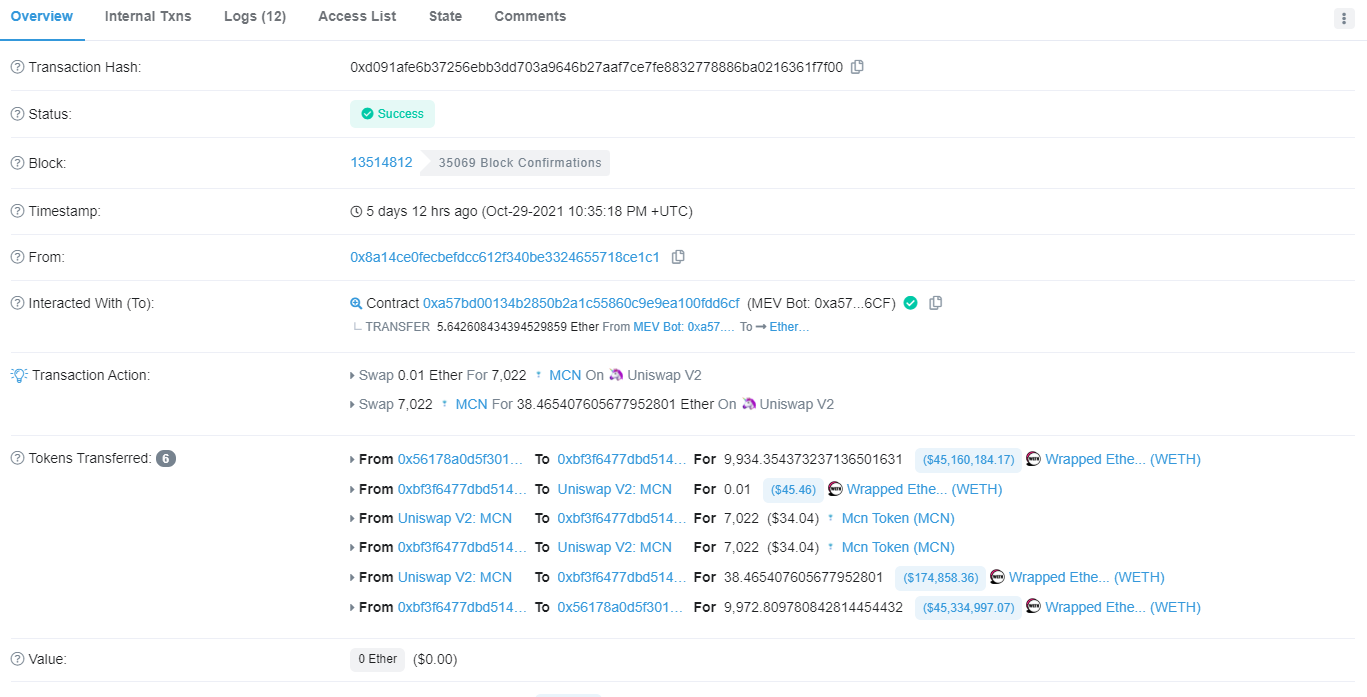 Overview Internal Txns Logs (12) Access List State Comments
Transaction Hash: 0xd091afe6b37256ebb3dd703a9646b27aaf7ce7fe8832778886ba0216361f7f00
Status: Success
Block: 13514812 35069 Block Confirmations
Timestamp: 5 days 12 hrs ago (Oct-29-2021 10:35:18 PM +UTC)
From: 0x8a14ce0fecbefdcc612f340be3324655718ce1c1
Interacted With (To): Contract 0xa57bd00134b2850b2a1c55860c9e9ea100fdd6cf (MEV Bot: 0xa57...6CF)
TRANSFER 5.642608434394529859 Ether From MEV Bot: 0xa57.... To Ether...
Transaction Action: Swap 0.01 Ether For 7,022 MCN On Uniswap V2
Swap 7,022 MCN For 38.465407605677952801 Ether On Uniswap V2
Tokens Transferred: 6 From 0x56178a0d5f301... To 0xbf3f6477dbd514... For 9,934.354373237136501631 ($45,160,184.17) Wrapped Ethe... (WETH)
From 0xbf3f6477dbd514... To Uniswap V2: MCN For 0.01 ($45.46) Wrapped Ethe... (WETH)
From Uniswap V2: MCN To 0xbf3f6477dbd514... For 7,022 ($34.04) Mcn Token (MCN)
From 0xbf3f6477dbd514... To Uniswap V2: MCN For 7,022 ($34.04) Mcn Token (MCN)
From Uniswap V2: MCN To 0xbf3f6477dbd514... For 38.465407605677952801 ($174,858.36) Wrapped Ethe... (WETH)
From 0xbf3f6477dbd514... To 0x56178a0d5f301... For 9,972.809780842814454432 ($45,334,997.07) Wrapped Ethe... (WETH)
Value: 0 Ether ($0.00)